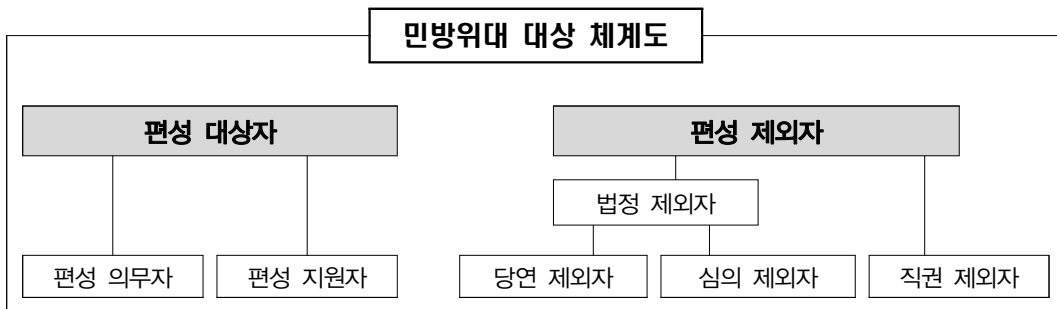 민방위대 대상 체계도
편성 대상자
편성 제외자
법정 제외자
편성 의무자
편성 지원자
당연 제외자
심의 제외자
직권 제외자